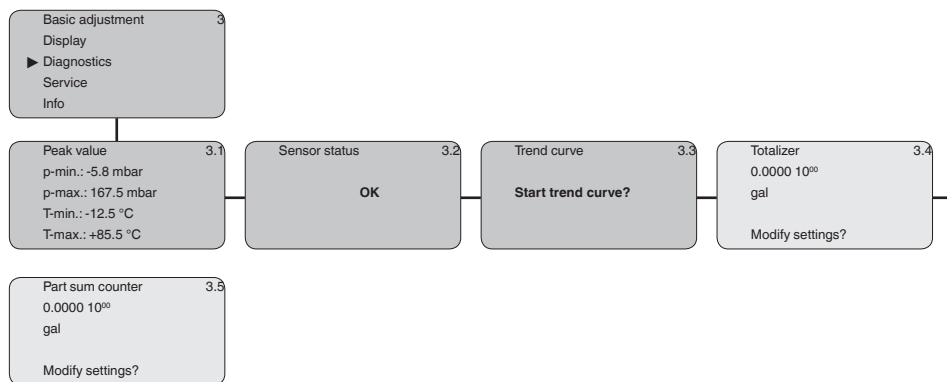 Basic adjustment 3
Display
▶ Diagnostics
Service
Info
Peak value 3.1
p-min.: -5.8 mbar
p-max.: 167.5 mbar
T-min.: -12.5 °C
T-max.: +85.5 °C
Sensor status 3.2
OK
Trend curve 3.3
Start trend curve?
Totalizer 3.4
0.0000 10⁰⁰
gal
Modify settings?
Part sum counter 3.5
0.0000 10⁰⁰
gal
Modify settings?